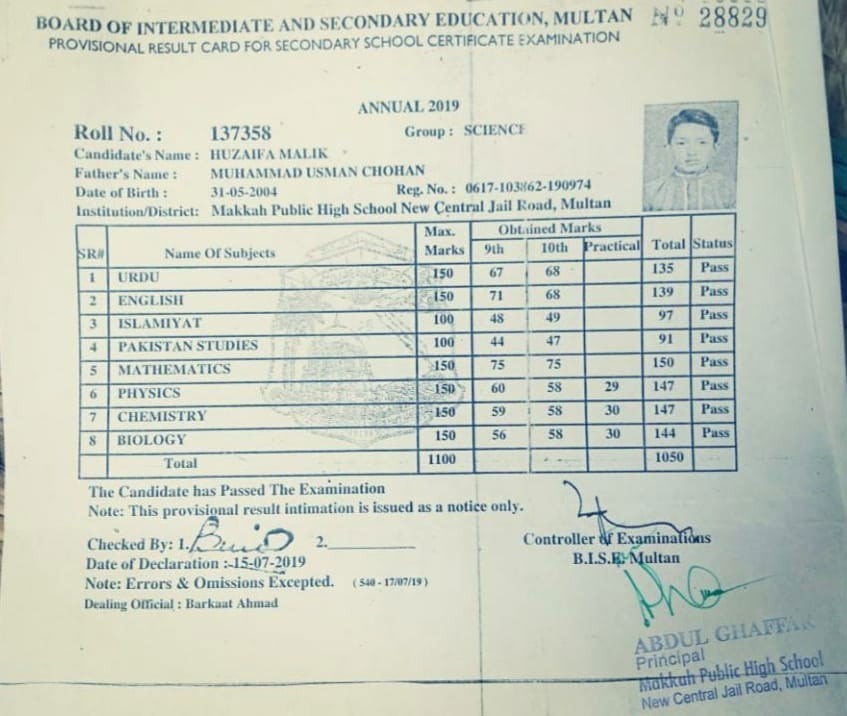 BOARD OF INTERMEDIATE AND SECONDARY EDUCATION, MULTAN Nº 28829
PROVISIONAL RESULT CARD FOR SECONDARY SCHOOL CERTIFICATE EXAMINATION
ANNUAL 2019
Roll No. : 137358 Group : SCIENCE
Candidate's Name : HUZAIFA MALIK
Father's Name : MUHAMMAD USMAN CHOHAN
Date of Birth : 31-05-2004 Reg. No. : 0617-103862-190974
Institution/District: Makkah Public High School New Central Jail Road, Multan
SR# Name Of Subjects Max. Marks Obtained Marks 9th 10th Practical Total Status
1 URDU 150 67 68 135 Pass
2 ENGLISH 150 71 68 139 Pass
3 ISLAMIYAT 100 48 49 97 Pass
4 PAKISTAN STUDIES 100 44 47 91 Pass
5 MATHEMATICS 150 75 75 150 Pass
6 PHYSICS 150 60 58 29 147 Pass
7 CHEMISTRY 150 59 58 30 147 Pass
8 BIOLOGY 150 56 58 30 144 Pass
Total 1100 1050
The Candidate has Passed The Examination
Note: This provisional result intimation is issued as a notice only.
Checked By: 1. 2.
Controller of Examinations
Date of Declaration :-15-07-2019
B.I.S.E. Multan
Note: Errors & Omissions Excepted. ( 540 - 17/07/19 )
Dealing Official : Barkaat Ahmad
ABDUL GHAFFAR
Principal
Makkah Public High School
New Central Jail Road, Multan